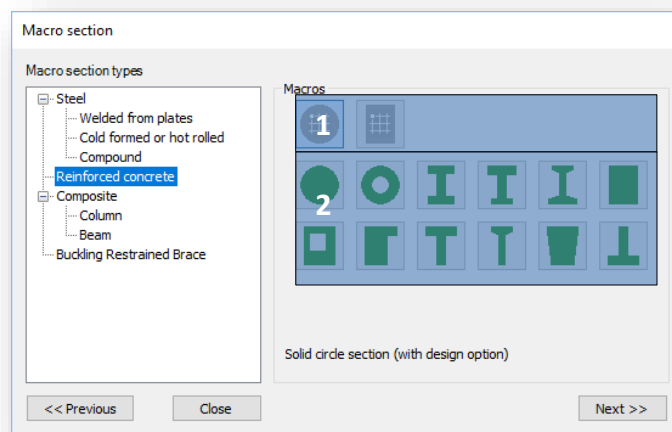 Macro section
Macro section types
Steel
Welded from plates
Cold formed or hot rolled
Compound
Reinforced concrete
Composite
Column
Beam
Buckling Restrained Brace
Macros
1
2
Solid circle section (with design option)
<< Previous
Close
Next >>